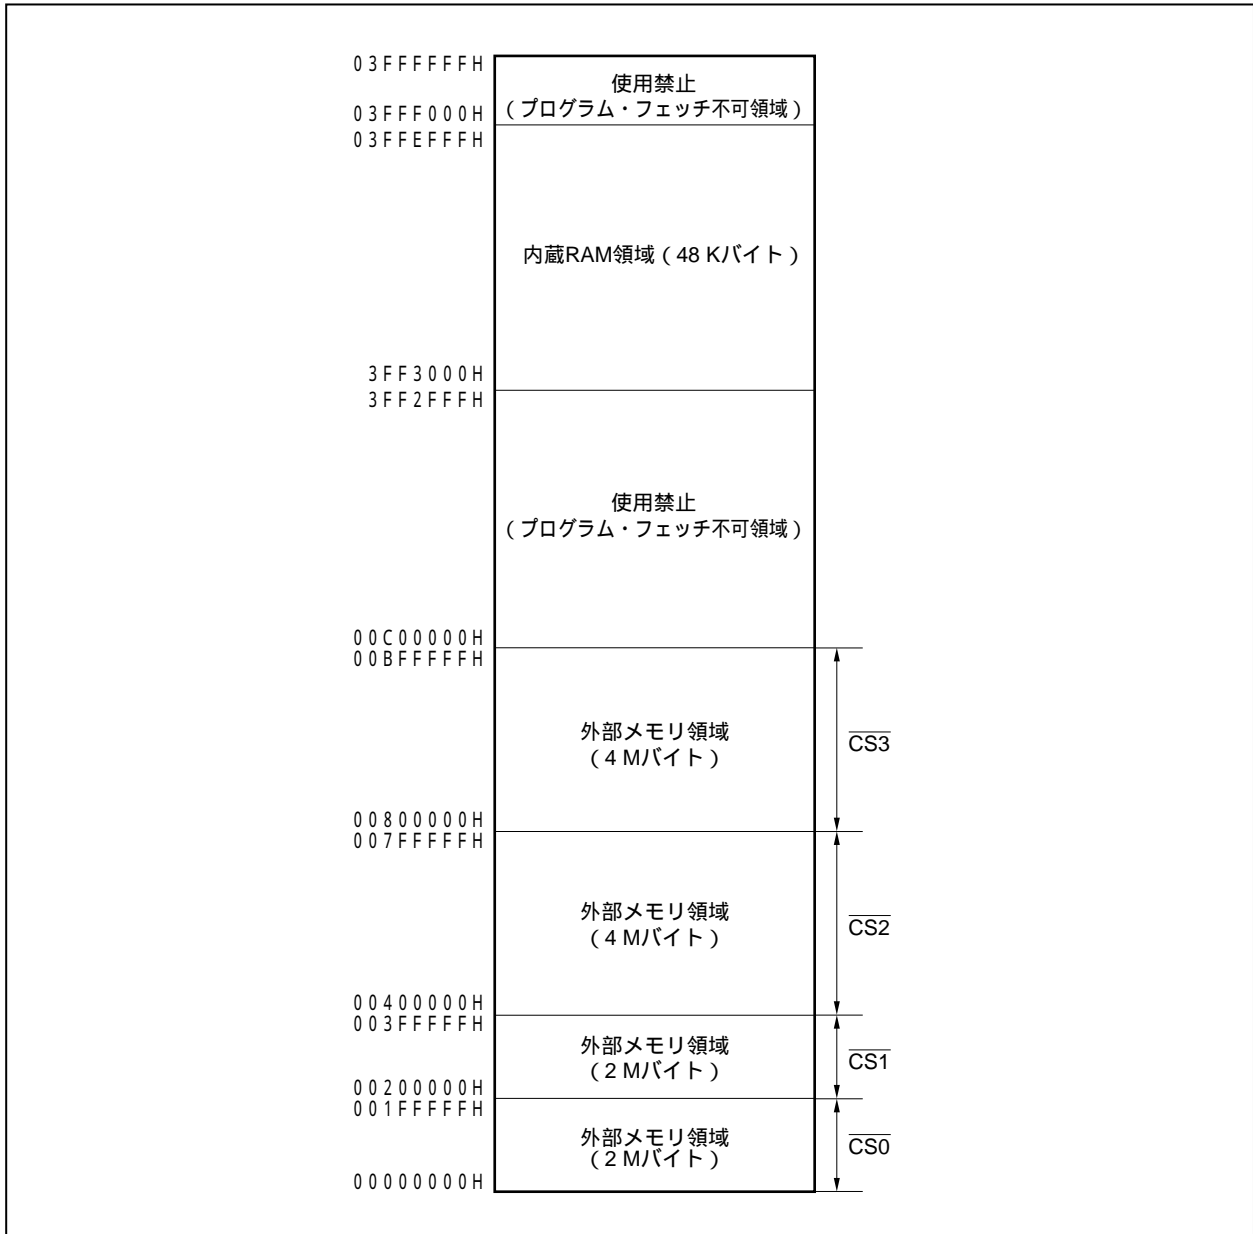 03FFFFFFH
使用禁止
（プログラム・フェッチ不可領域）
03FFF000H
03FFEFFFH
内蔵RAM領域（48 Kバイト）
3FF3000H
3FF2FFFH
使用禁止
（プログラム・フェッチ不可領域）
00C00000H
00BFFFFFH
外部メモリ領域
（4 Mバイト）
CS3
00800000H
007FFFFFH
外部メモリ領域
（4 Mバイト）
CS2
00400000H
003FFFFFH
外部メモリ領域
（2 Mバイト）
CS1
00200000H
001FFFFFH
外部メモリ領域
（2 Mバイト）
CS0
00000000H